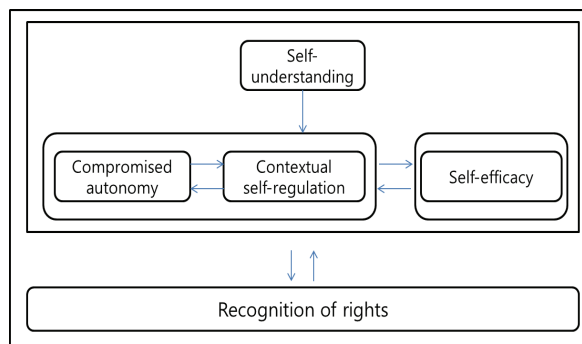 Self-
understanding
Compromised
autonomy
Contextual
self-regulation
Self-efficacy
Recognition of rights